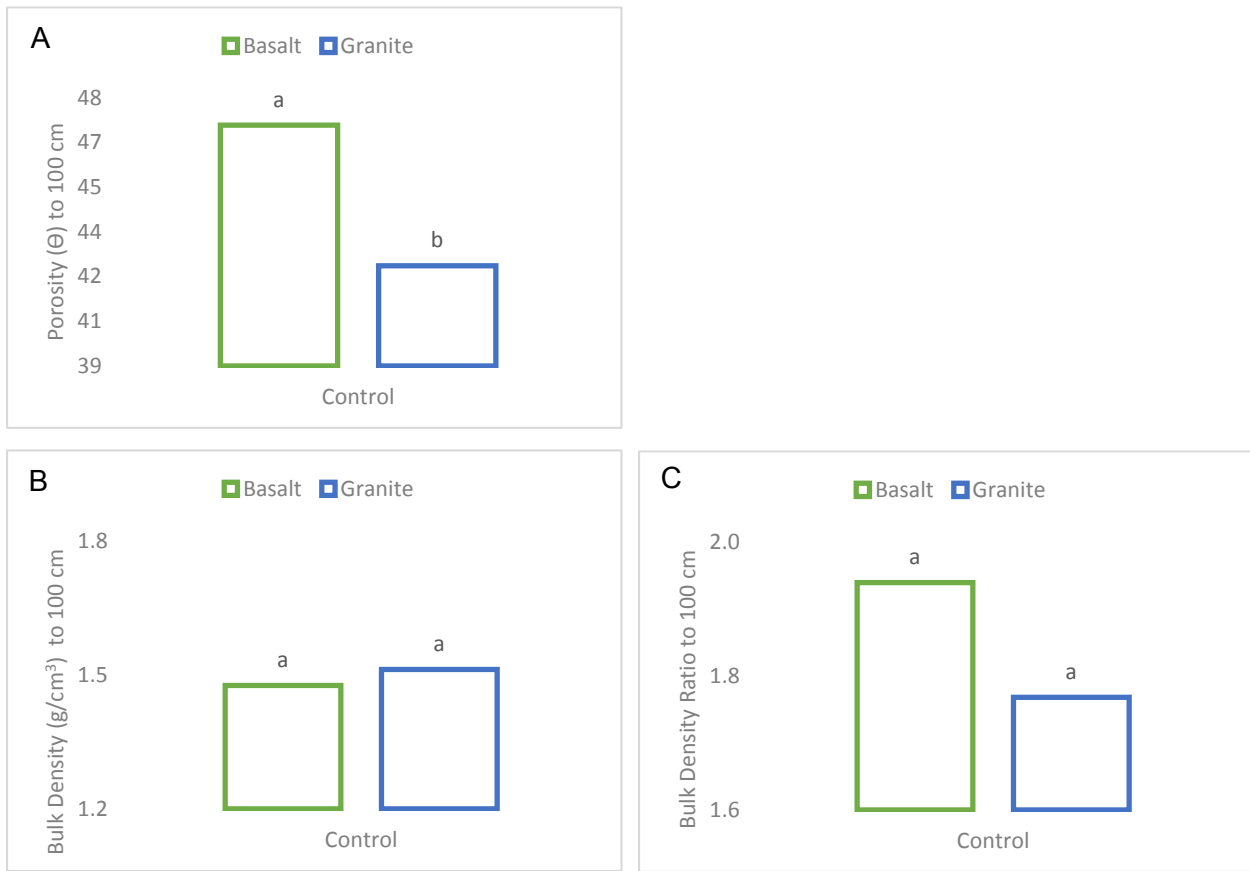 A
Basalt Granite
Porosity (Ɵ) to 100 cm
48
47
45
44
42
41
39
a
b
Control
B
Basalt Granite
Bulk Density (g/cm³) to 100 cm
1.8
1.5
1.2
a
a
Control
C
Basalt Granite
Bulk Density Ratio to 100 cm
2.0
1.8
1.6
a
a
Control